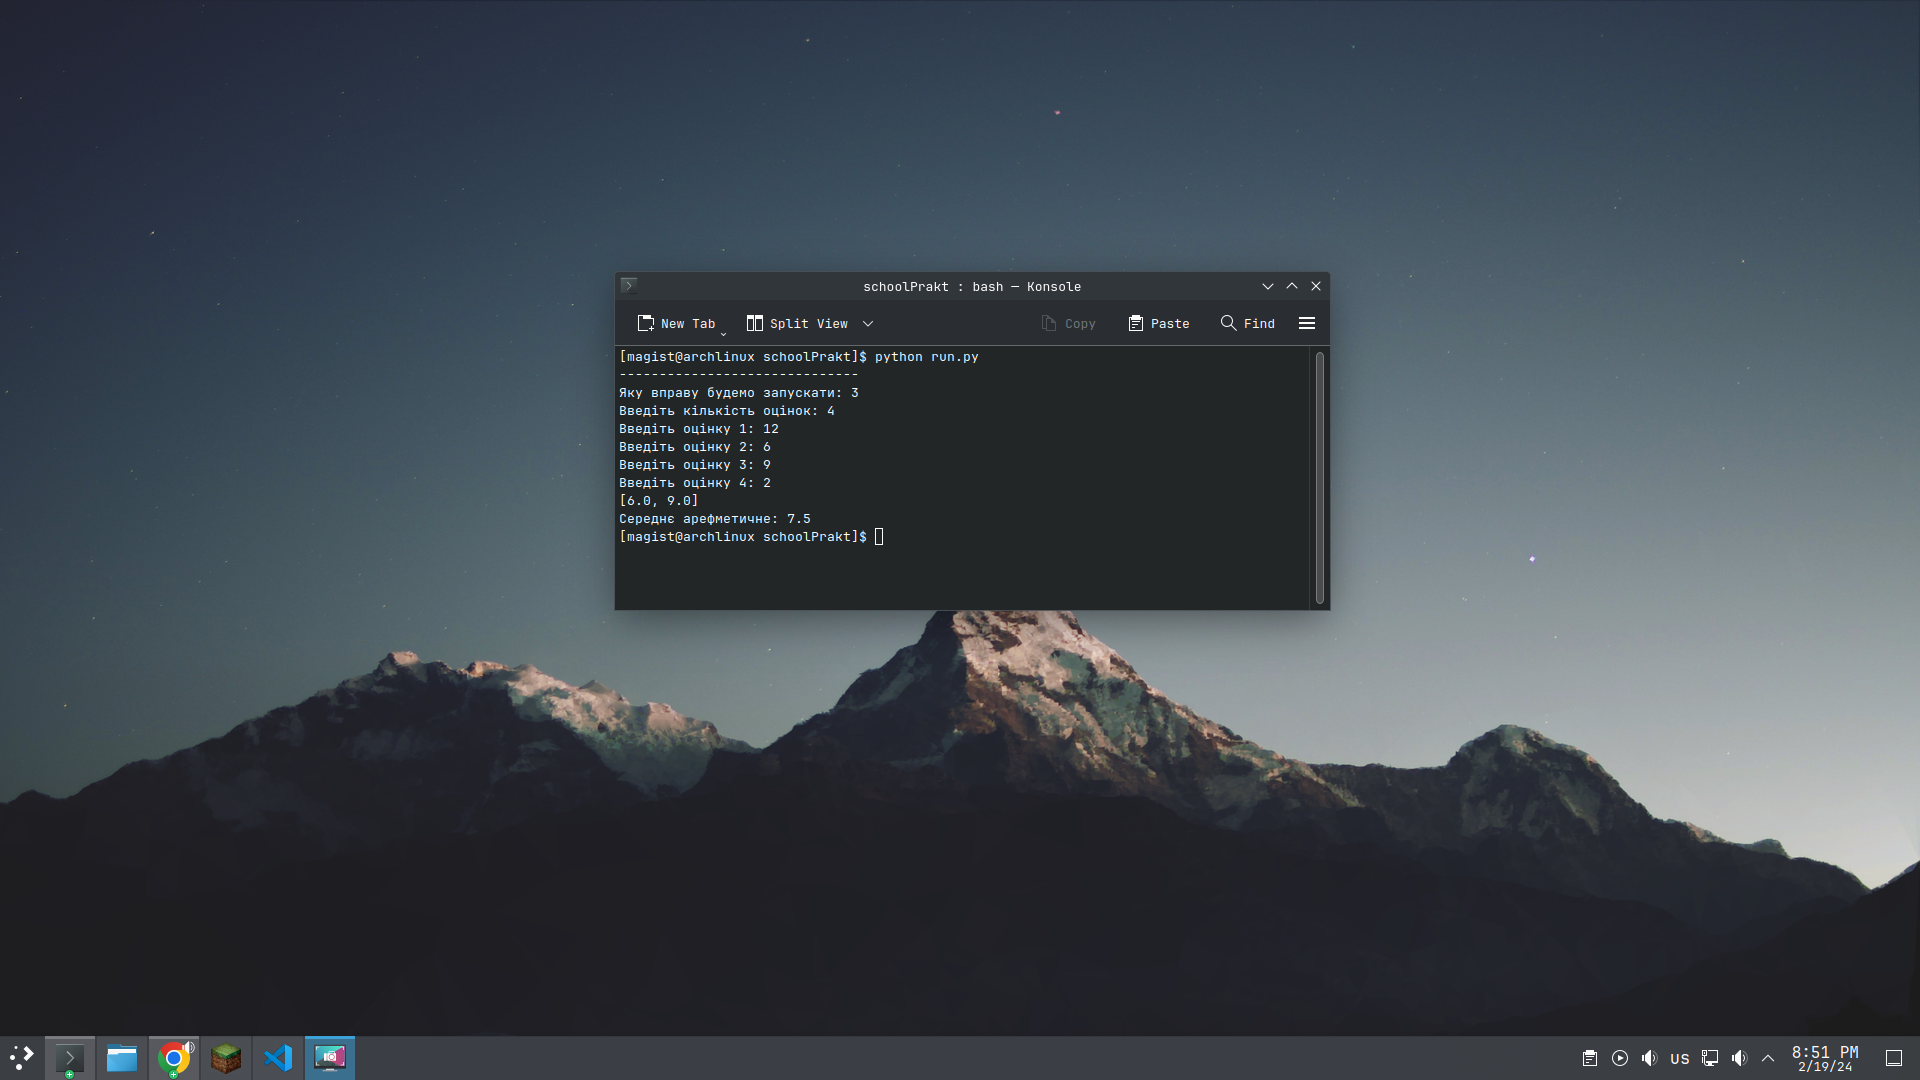 schoolPrakt : bash — Konsole
New Tab Split View Copy Paste Find
[magist@archlinux schoolPrakt]$ python run.py
------------------------------
Яку вправу будемо запускати: 3
Введіть кількість оцінок: 4
Введіть оцінку 1: 12
Введіть оцінку 2: 6
Введіть оцінку 3: 9
Введіть оцінку 4: 2
[6.0, 9.0]
Середнє арефметичне: 7.5
[magist@archlinux schoolPrakt]$
US 8:51 PM
2/19/24